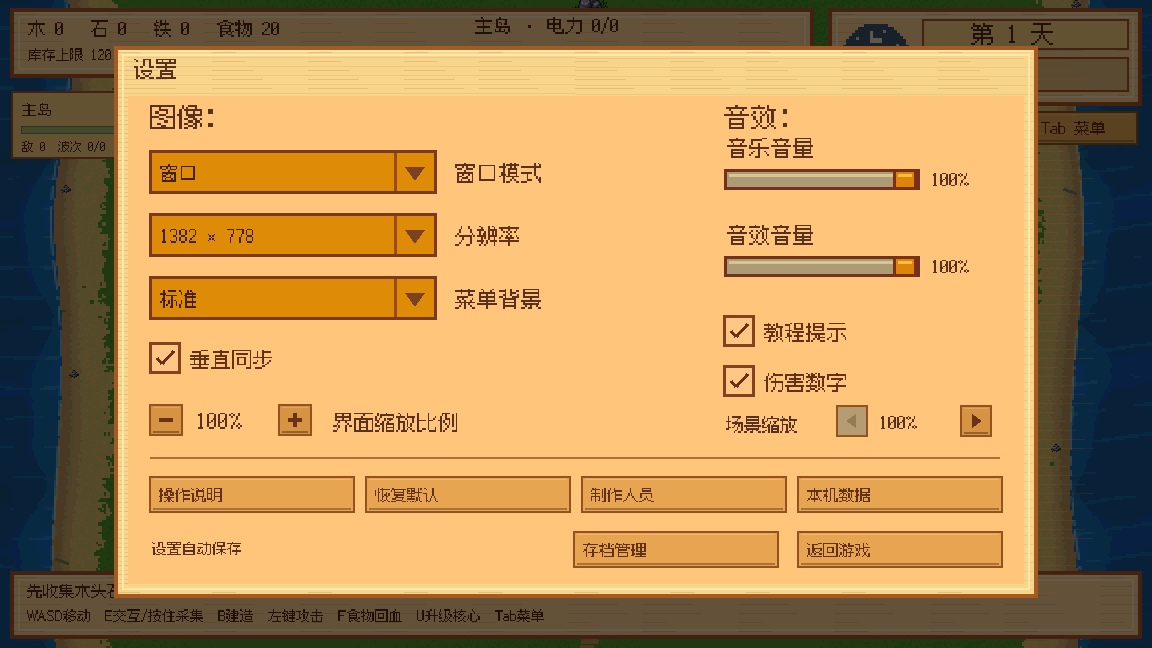 木 0 石 0 铁 0 食物 20
主岛 · 电力 0/0
第 1 天
库存上限 120
设置
主岛
敌 0 波次 0/0
Tab 菜单
图像：
窗口
窗口模式
1382 × 778
分辨率
标准
菜单背景
垂直同步
100%
界面缩放比例
音效：
音乐音量
100%
音效音量
100%
教程提示
伤害数字
场景缩放
100%
操作说明
恢复默认
制作人员
本机数据
设置自动保存
存档管理
返回游戏
先收集木头
WASD移动 E交互/按住采集 B建造 左键攻击 F食物回血 U升级核心 Tab菜单